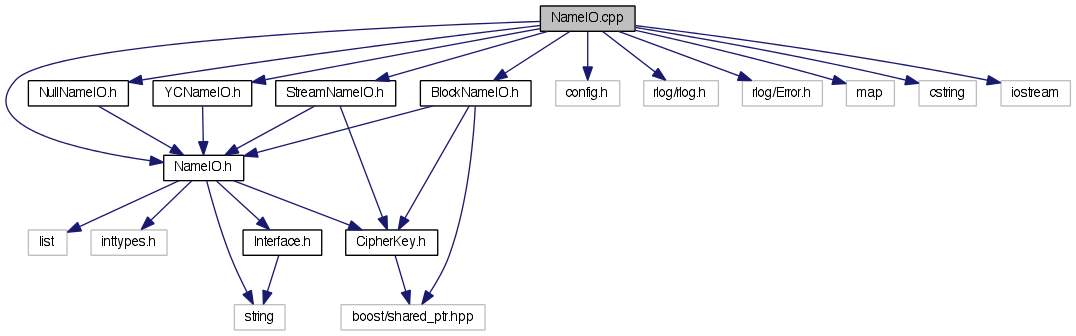 NameIO.cpp
NullNameIO.h
YCNameIO.h
StreamNameIO.h
BlockNameIO.h
config.h
rlog/rlog.h
rlog/Error.h
map
cstring
iostream
NameIO.h
list
inttypes.h
Interface.h
CipherKey.h
string
boost/shared_ptr.hpp